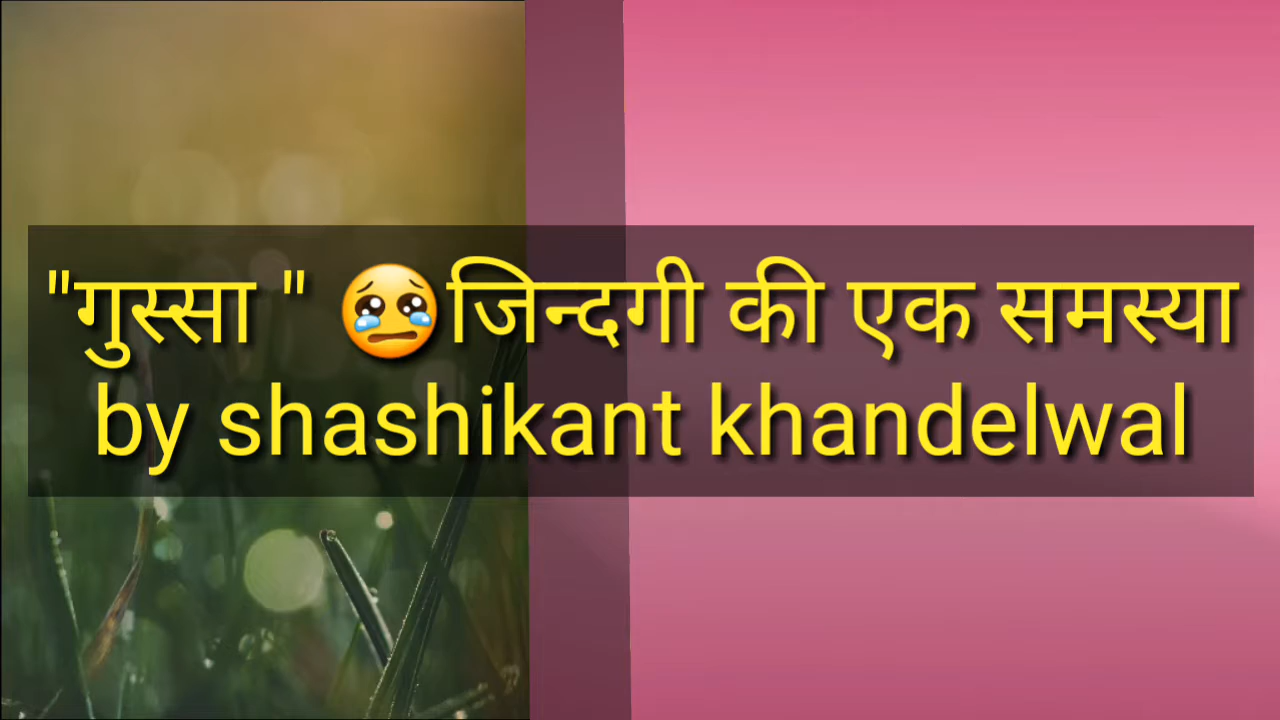 "गुस्सा " 😢जिन्दगी की एक समस्या
by shashikant khandelwal